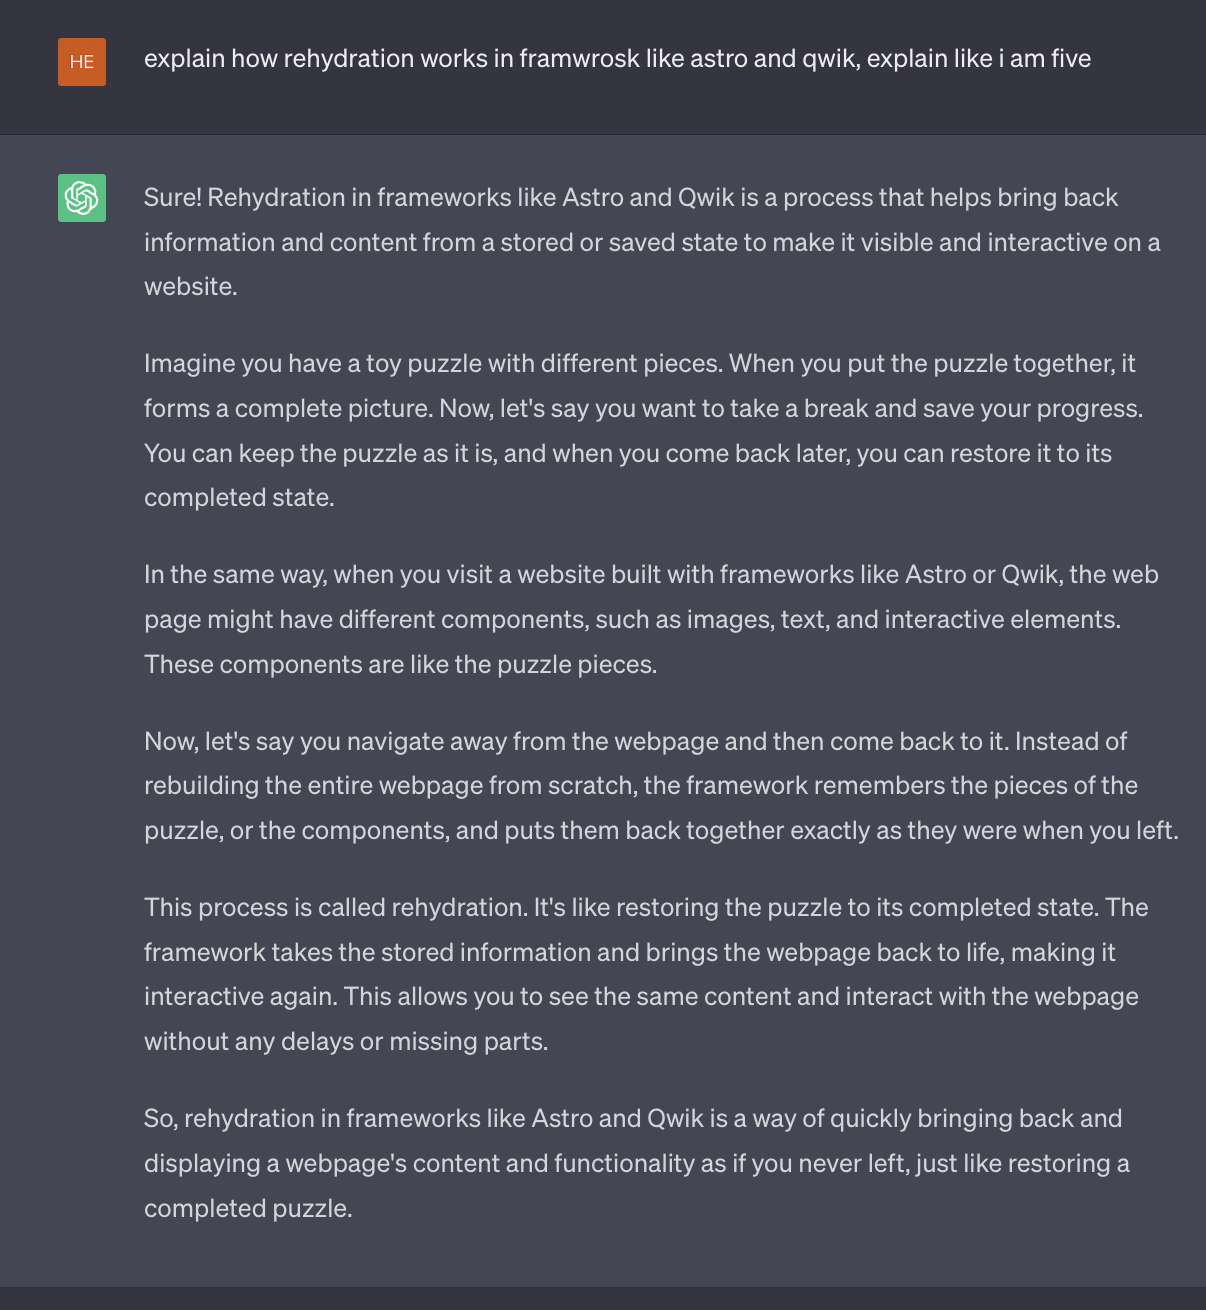 HE
explain how rehydration works in framwrosk like astro and qwik, explain like i am five
Sure! Rehydration in frameworks like Astro and Qwik is a process that helps bring back
information and content from a stored or saved state to make it visible and interactive on a
website.
Imagine you have a toy puzzle with different pieces. When you put the puzzle together, it
forms a complete picture. Now, let's say you want to take a break and save your progress.
You can keep the puzzle as it is, and when you come back later, you can restore it to its
completed state.
In the same way, when you visit a website built with frameworks like Astro or Qwik, the web
page might have different components, such as images, text, and interactive elements.
These components are like the puzzle pieces.
Now, let's say you navigate away from the webpage and then come back to it. Instead of
rebuilding the entire webpage from scratch, the framework remembers the pieces of the
puzzle, or the components, and puts them back together exactly as they were when you left.
This process is called rehydration. It's like restoring the puzzle to its completed state. The
framework takes the stored information and brings the webpage back to life, making it
interactive again. This allows you to see the same content and interact with the webpage
without any delays or missing parts.
So, rehydration in frameworks like Astro and Qwik is a way of quickly bringing back and
displaying a webpage's content and functionality as if you never left, just like restoring a
completed puzzle.